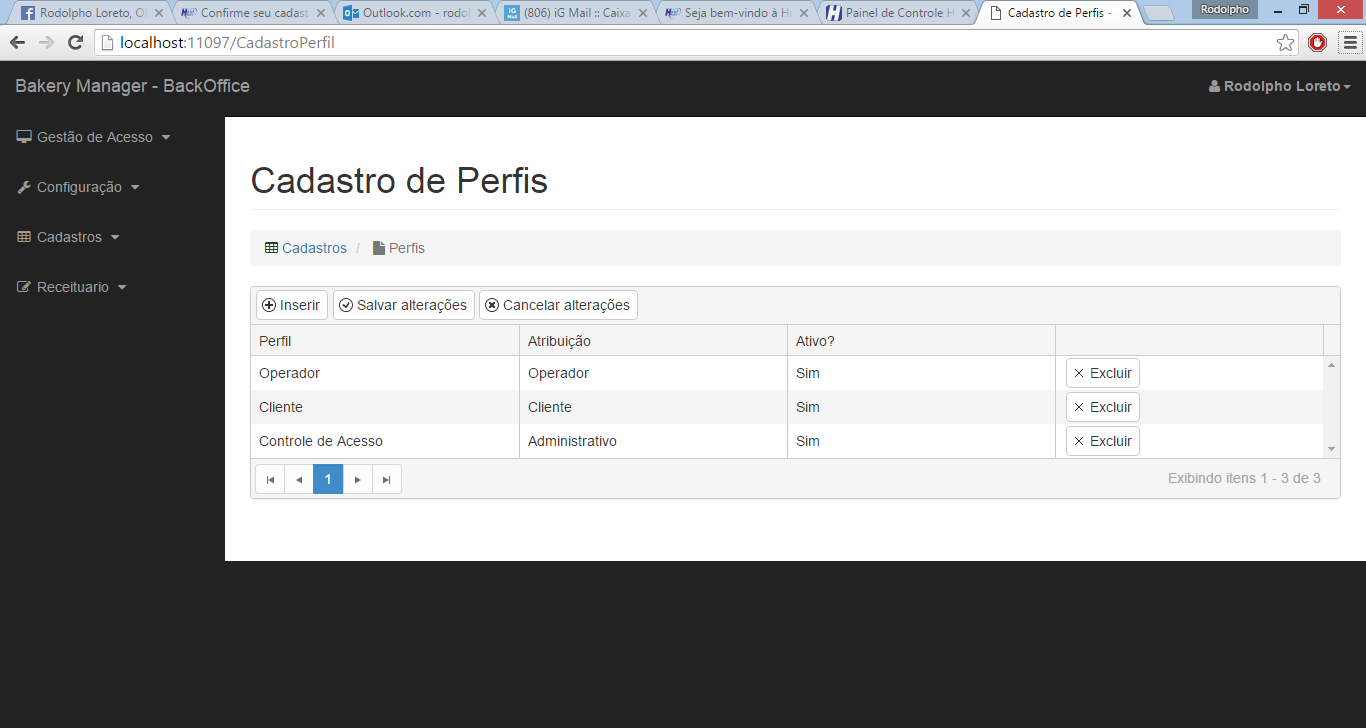 Rodolpho Loreto, Ol
Confirme seu cadast
Outlook.com - rodol
(806) iG Mail :: Caixa
Seja bem-vindo à Ho
Painel de Controle H
Cadastro de Perfis -
Rodolpho
localhost:11097/CadastroPerfil
Bakery Manager - BackOffice
Rodolpho Loreto
Gestão de Acesso
Configuração
Cadastros
Receituario
Cadastro de Perfis
Cadastros / Perfis
Inserir Salvar alterações Cancelar alterações
Perfil Atribuição Ativo?
Operador Operador Sim Excluir
Cliente Cliente Sim Excluir
Controle de Acesso Administrativo Sim Excluir
1 Exibindo itens 1 - 3 de 3